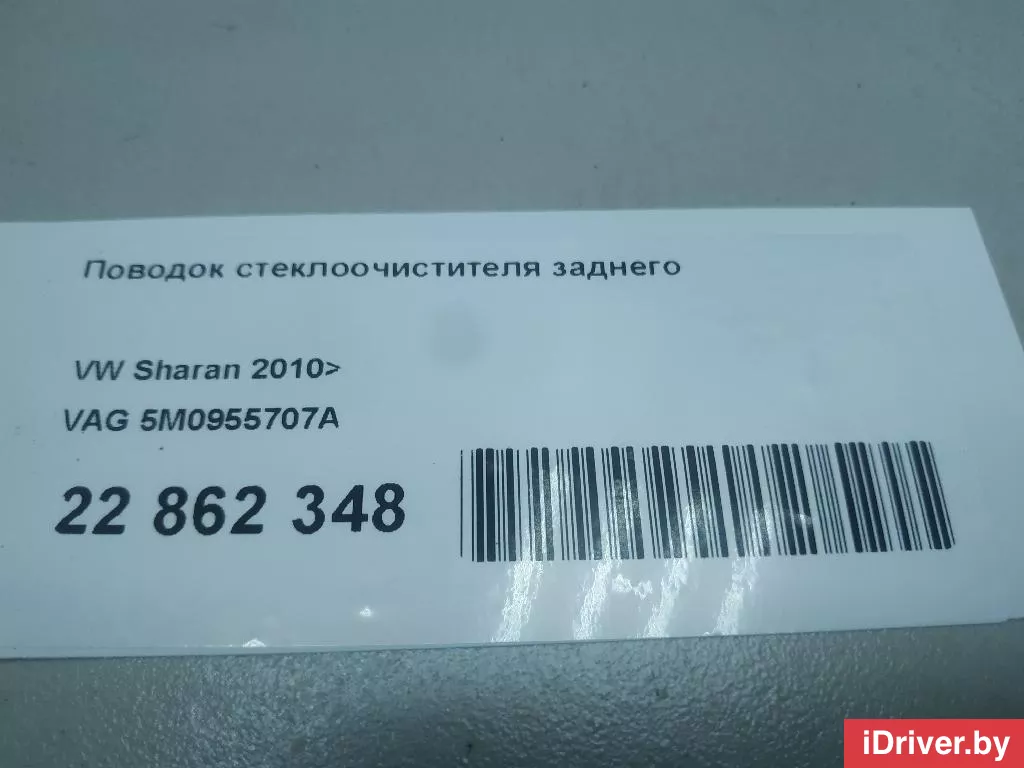 Поводок стеклоочистителя заднего
VW Sharan 2010>
VAG 5M0955707A
22 862 348
iDriver.by